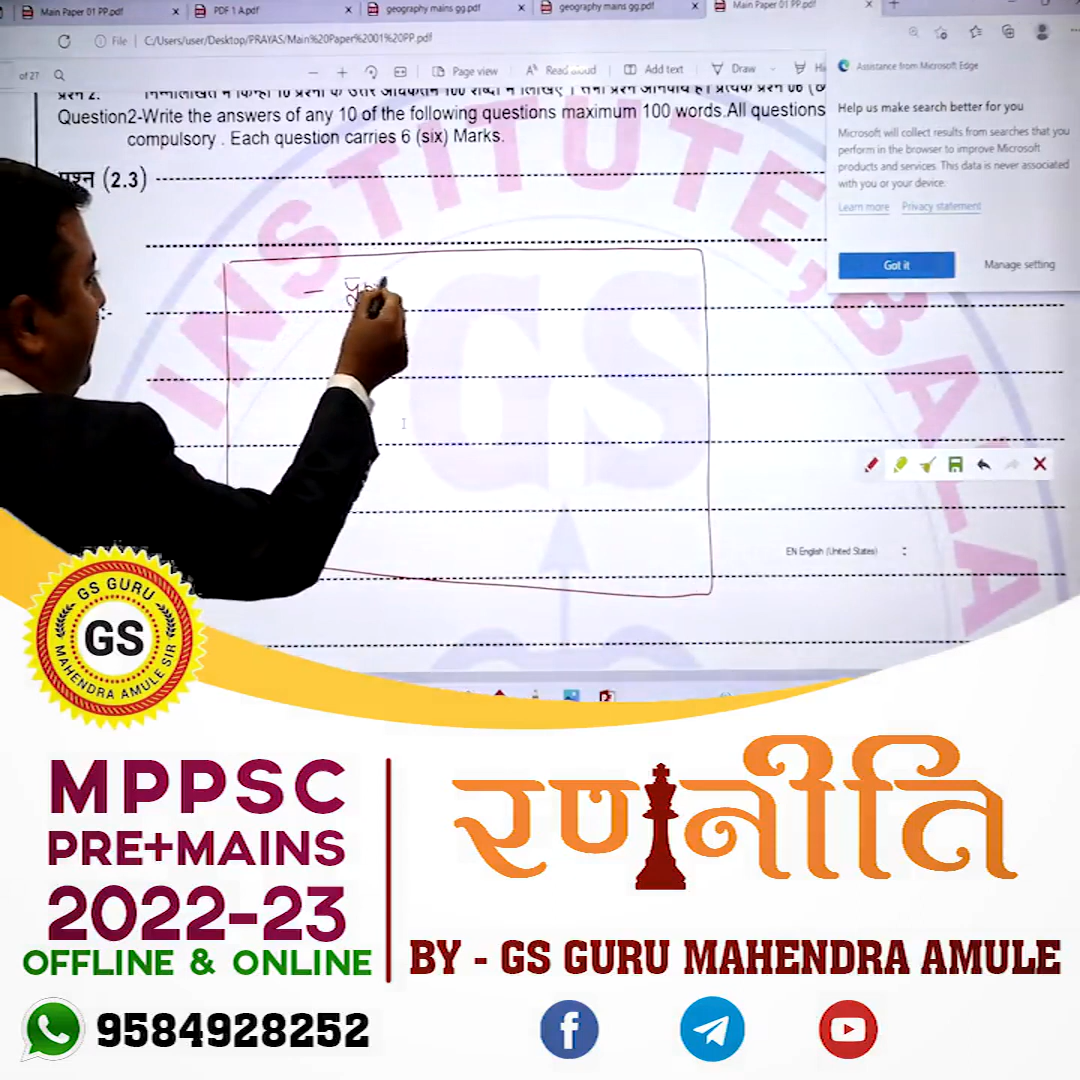 Main Paper 01 PP.pdf
PDF 1 A.pdf
geography mains gg.pdf
geography mains gg.pdf
Main Paper 01 PP.pdf
File C:/Users/user/Desktop/PRAYAS/Main%20Paper%2001%20PP.pdf
of 27
Page view
Read aloud
Add text
Draw
Assistance from Microsoft Edge
Help us make search better for you
Microsoft will collect results from searches that you
perform in the browser to improve Microsoft
products and services. This data is never associated
with you or your device.
Learn more Privacy statement
Got it Manage setting
Question2-Write the answers of any 10 of the following questions maximum 100 words.All questions
compulsory . Each question carries 6 (six) Marks.
प्रश्न (2.3)
INSTITUTE,
GS
EN English (United States)
GS GURU
GS
MAHENDRA AMULE SIR
MPPSC
PRE+MAINS
2022-23
OFFLINE & ONLINE
9584928252
रणनीति
BY - GS GURU MAHENDRA AMULE